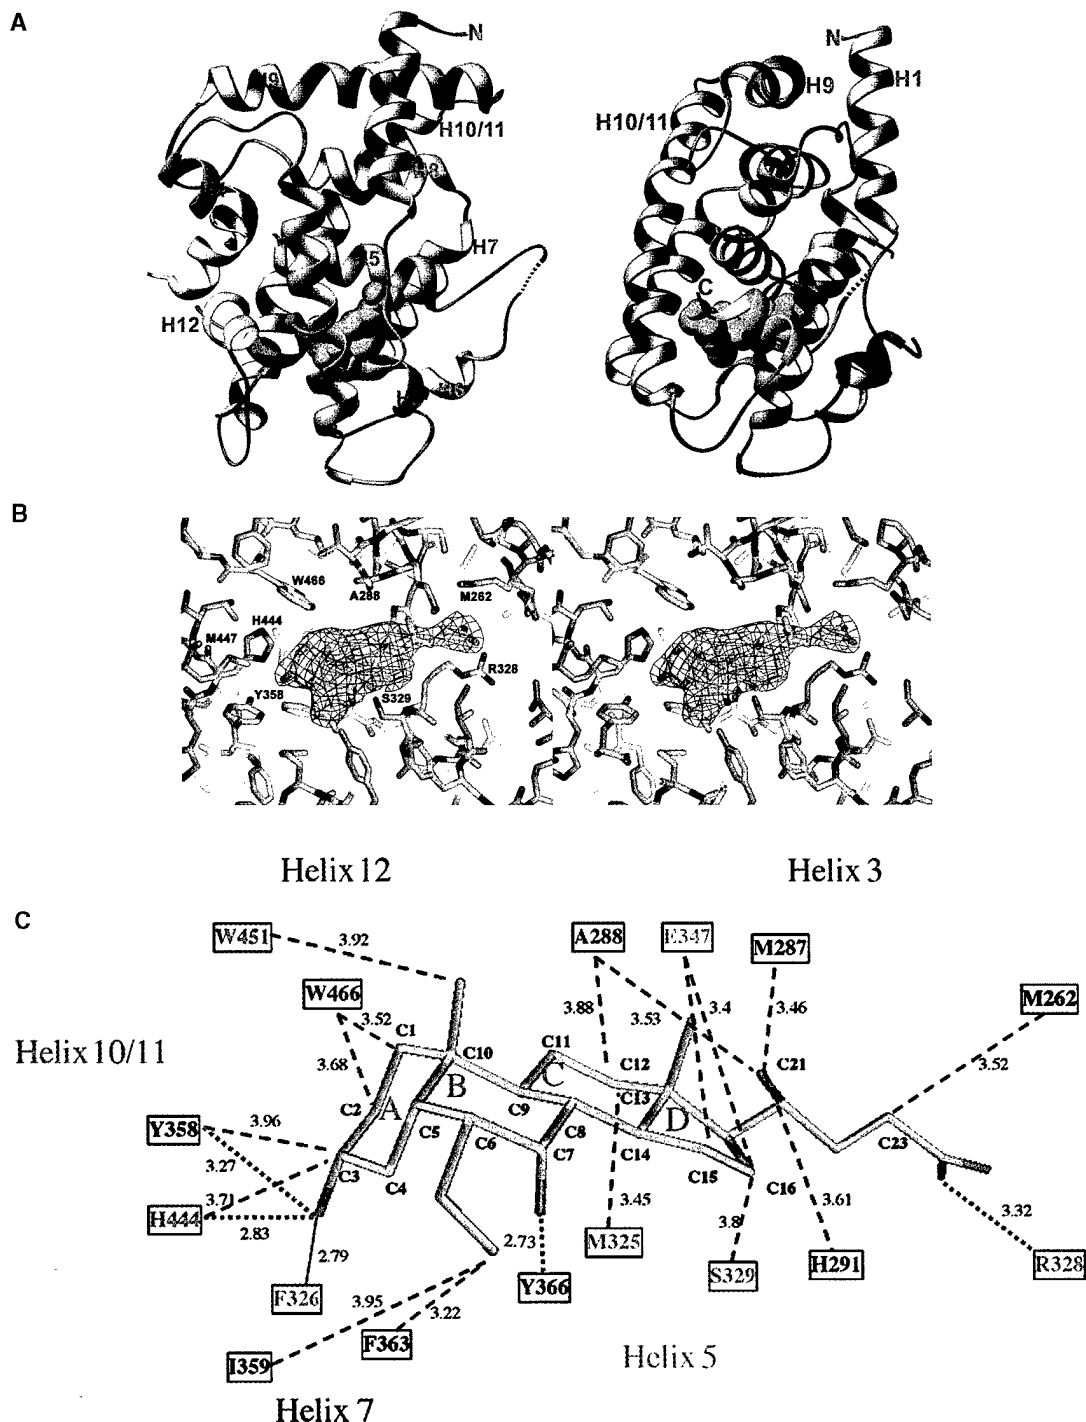 A
N
N
H9
H9
H1
H10/11
H10/11
H7
5
C
H12
B
W466
A288
M262
H444
M447
R328
Y358
S329
Helix 12
Helix 3
C
W451
3.92
A288
E347
M287
W466
M262
3.52
3.88
3.53
3.4
3.46
Helix 10/11
C1
C10
C11
C12
C21
3.52
3.68
B
C
C13
C2
A
C9
D
C23
Y358
3.96
C5
C6
C8
3.27
C7
C14
C15
C16
C3
C4
3.71
H444
2.83
3.45
3.61
3.32
2.79
2.73
M325
3.8
F326
Y366
S329
H291
R328
3.95
3.22
F363
I359
Helix 5
Helix 7